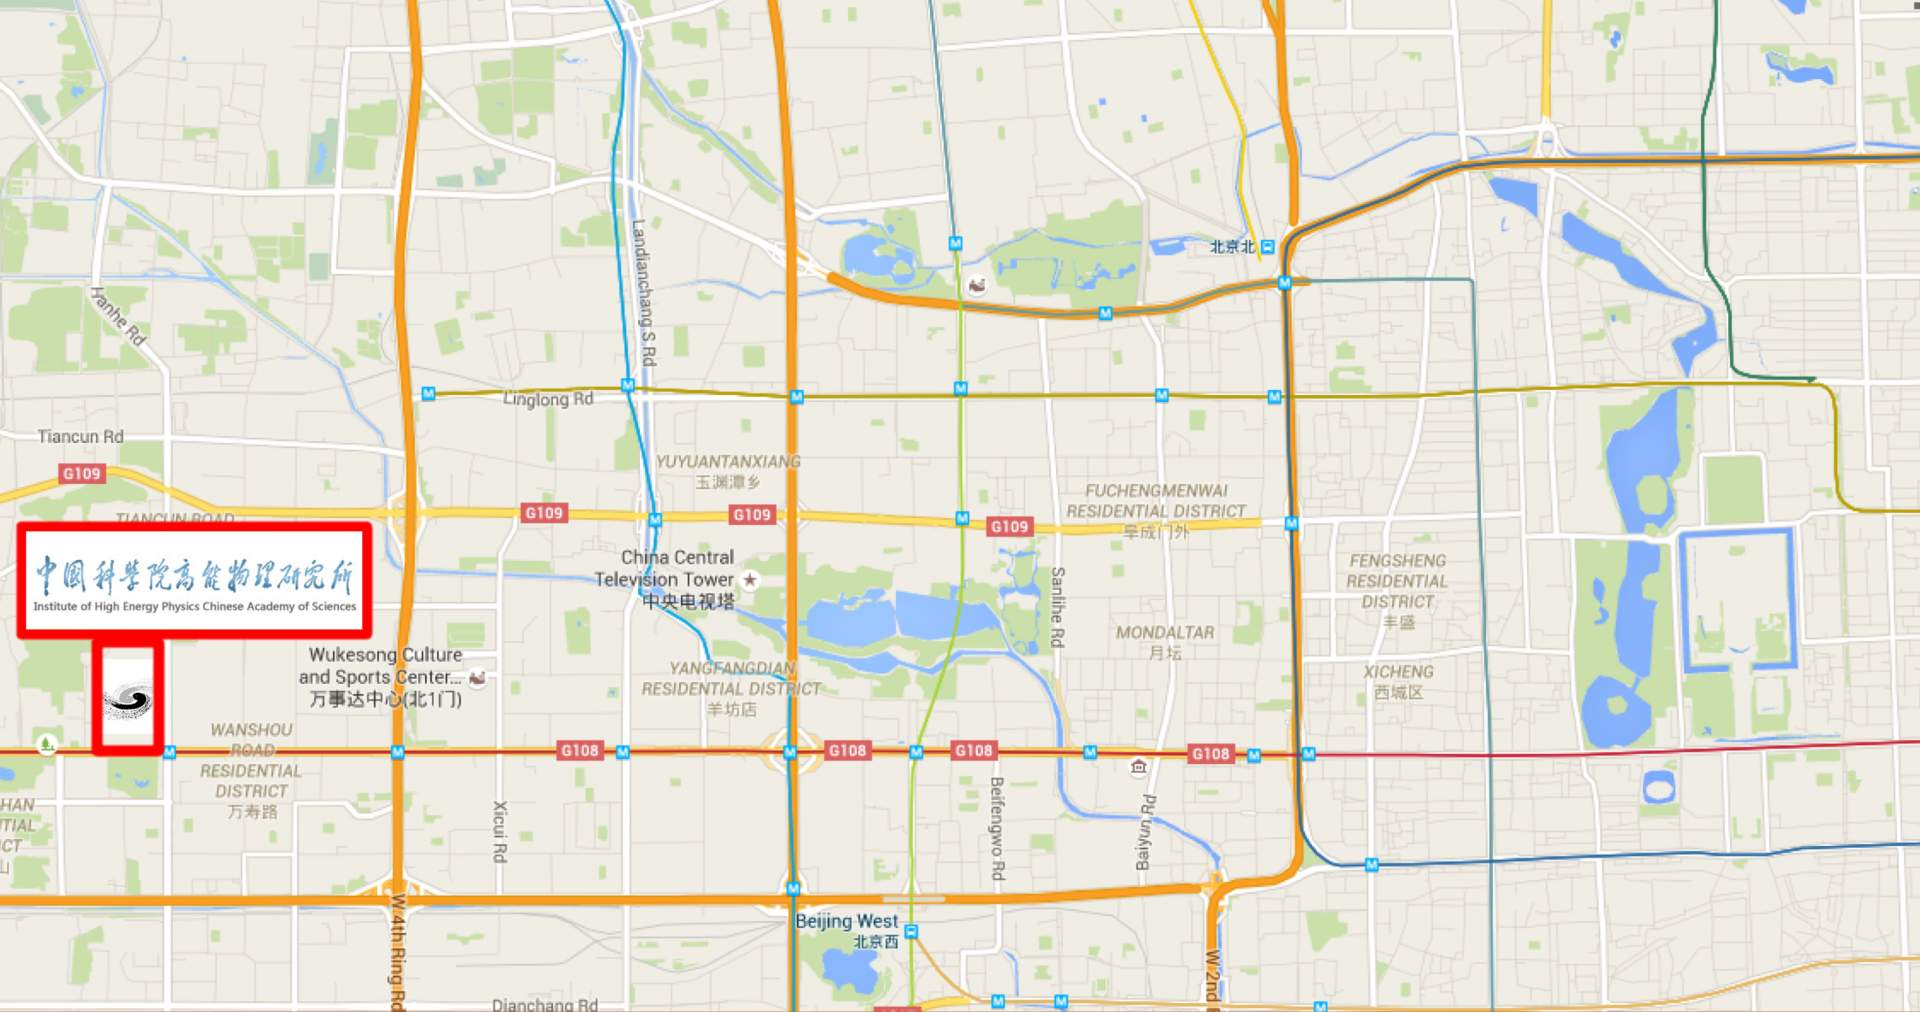 北京北
Landianchang S Rd
Hanhe Rd
Linglong Rd
Tiancun Rd
YUYUANTANXIANG
玉渊潭乡
G109
FUCHENGMENWAI
RESIDENTIAL DISTRICT
阜成门外
G109
G109
G109
TIANCUN ROAD
中国科学院高能物理研究所
Institute of High Energy Physics Chinese Academy of Sciences
China Central
Television Tower
中央电视塔
FENGSHENG
RESIDENTIAL
DISTRICT
丰盛
Sanlihe Rd
MONDALTAR
月坛
Wukesong Culture
and Sports Center...
万事达中心(北1门)
YANGFANGDIAN
RESIDENTIAL DISTRICT
羊坊店
XICHENG
西城区
WANSHOU
ROAD
RESIDENTIAL
DISTRICT
万寿路
G108
G108
G108
G108
HAN
TIAL
CT
山
Xicui Rd
Beifengwo Rd
Baiyun Rd
Beijing West
北京西
W 4th Ring Rd
W 2nd
Dianchang Rd